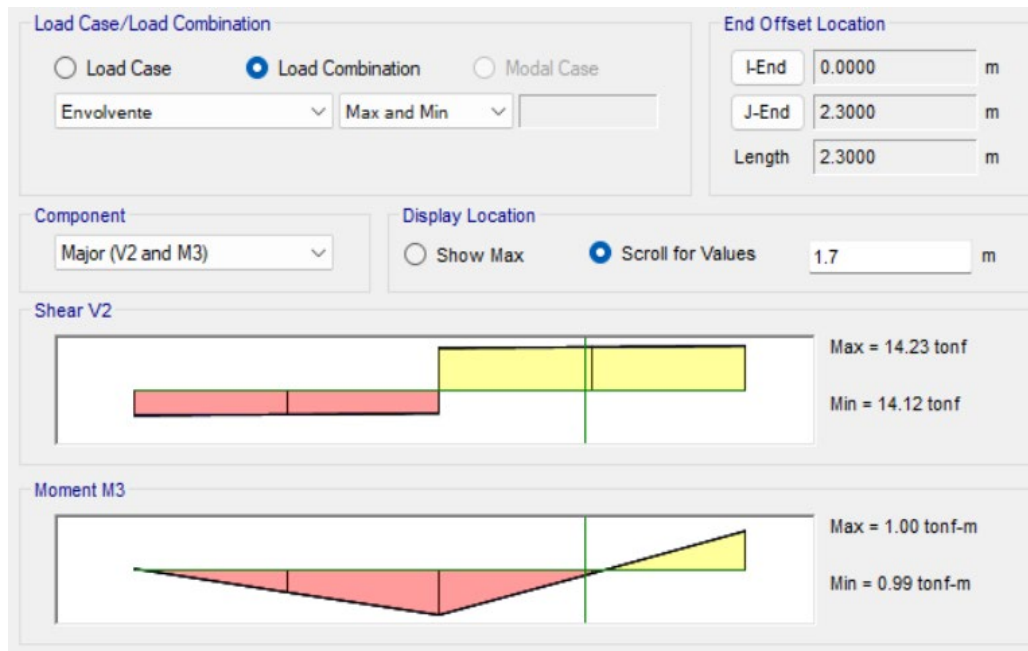 Load Case/Load Combination
Load Case Load Combination Modal Case
Envolvente Max and Min
End Offset Location
I-End 0.0000 m
J-End 2.3000 m
Length 2.3000 m
Component
Major (V2 and M3)
Display Location
Show Max Scroll for Values 1.7 m
Shear V2
Max = 14.23 tonf
Min = 14.12 tonf
Moment M3
Max = 1.00 tonf-m
Min = 0.99 tonf-m